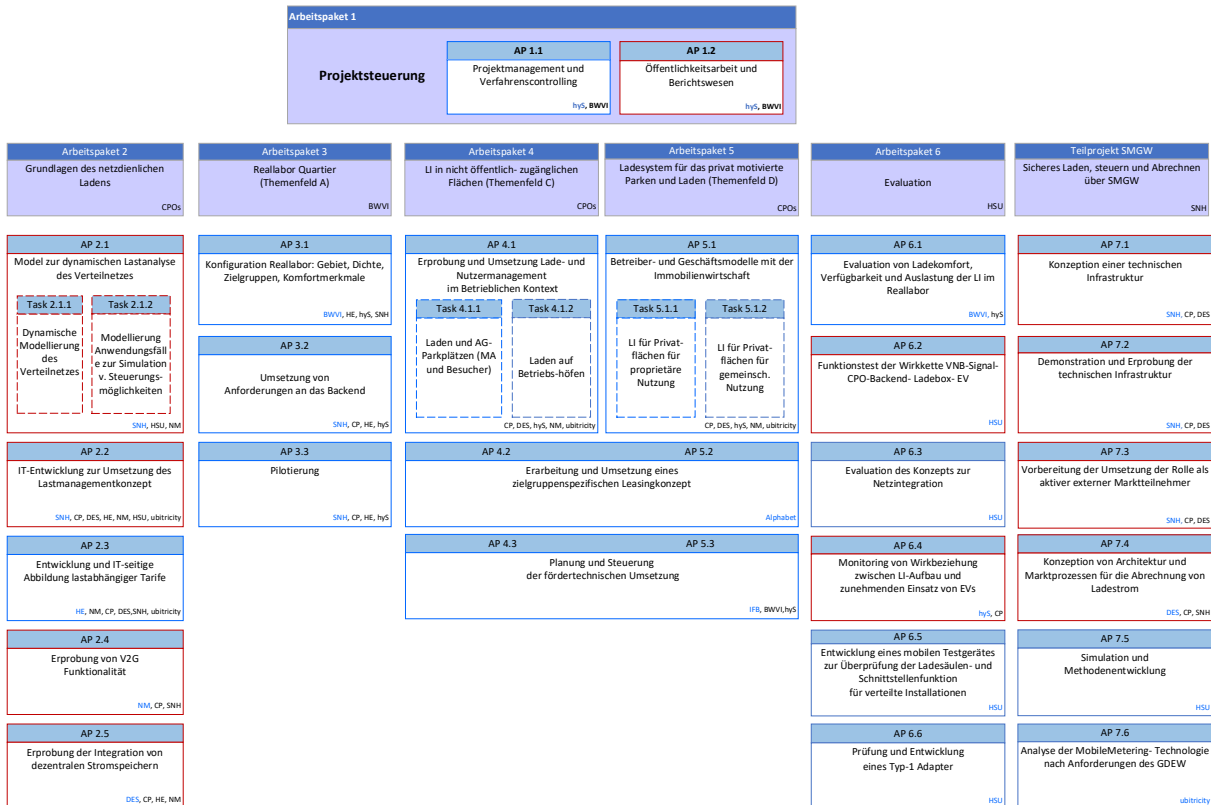 Arbeitspaket 1
Projektsteuerung
AP 1.1
Projektmanagement und
Verfahrenscontrolling
hyS, BWVI
AP 1.2
Öffentlichkeitsarbeit und
Berichtswesen
hyS, BWVI
Arbeitspaket 2
Grundlagen des netzdienlichen
Ladens
CPOs
Arbeitspaket 3
Reallabor Quartier
(Themenfeld A)
BWVI
Arbeitspaket 4
LI in nicht öffentlich- zugänglichen
Flächen (Themenfeld C)
CPOs
Arbeitspaket 5
Ladesystem für das privat motivierte
Parken und Laden (Themenfeld D)
CPOs
Arbeitspaket 6
Evaluation
HSU
Teilprojekt SMGW
Sicheres Laden, steuern und Abrechnen
über SMGW
SNH
AP 2.1
Model zur dynamischen Lastanalyse
des Verteilnetzes
Task 2.1.1
Dynamische
Modellierung
des
Verteilnetzes
Task 2.1.2
Modellierung
Anwendungsfäll
e zur Simulation
v. Steuerungs-
möglichkeiten
SNH, HSU, NM
AP 2.2
IT-Entwicklung zur Umsetzung des
Lastmanagementkonzept
SNH, CP, DES, HE, NM, HSU, ubitricity
AP 2.3
Entwicklung und IT-seitige
Abbildung lastabhängiger Tarife
HE, NM, CP, DES,SNH, ubitricity
AP 2.4
Erprobung von V2G
Funktionalität
NM, CP, SNH
AP 2.5
Erprobung der Integration von
dezentralen Stromspeichern
DES, CP, HE, NM
AP 3.1
Konfiguration Reallabor: Gebiet, Dichte,
Zielgruppen, Komfortmerkmale
BWVI, HE, hyS, SNH
AP 3.2
Umsetzung von
Anforderungen an das Backend
SNH, CP, HE, hyS
AP 3.3
Pilotierung
SNH, CP, HE, hyS
AP 4.1
Erprobung und Umsetzung Lade- und
Nutzermanagement
im Betrieblichen Kontext
Task 4.1.1
Laden und AG-
Parkplätzen (MA
und Besucher)
Task 4.1.2
Laden auf
Betriebs-höfen
CP, DES, hyS, NM, ubitricity
AP 5.1
Betreiber- und Geschäftsmodelle mit der
Immobilienwirtschaft
Task 5.1.1
LI für Privat-
flächen für
proprietäre
Nutzung
Task 5.1.2
LI für Privat-
flächen für
gemeinsch.
Nutzung
CP, DES, hyS, NM, ubitricity
AP 4.2 AP 5.2
Erarbeitung und Umsetzung eines
zielgruppenspezifischen Leasingkonzept
Alphabet
AP 4.3 AP 5.3
Planung und Steuerung
der fördertechnischen Umsetzung
IFB, BWVI,hyS
AP 6.1
Evaluation von Ladekomfort,
Verfügbarkeit und Auslastung der LI im
Reallabor
BWVI, hyS
AP 6.2
Funktionstest der Wirkkette VNB-Signal-
CPO-Backend- Ladebox- EV
HSU
AP 6.3
Evaluation des Konzepts zur
Netzintegration
HSU
AP 6.4
Monitoring von Wirkbeziehung
zwischen LI-Aufbau und
zunehmenden Einsatz von EVs
hyS, CP
AP 6.5
Entwicklung eines mobilen Testgerätes
zur Überprüfung der Ladesäulen- und
Schnittstellenfunktion
für verteilte Installationen
HSU
AP 6.6
Prüfung und Entwicklung
eines Typ-1 Adapter
HSU
AP 7.1
Konzeption einer technischen
Infrastruktur
SNH, CP, DES
AP 7.2
Demonstration und Erprobung der
technischen Infrastruktur
SNH, CP, DES
AP 7.3
Vorbereitung der Umsetzung der Rolle als
aktiver externer Marktteilnehmer
SNH, CP, DES
AP 7.4
Konzeption von Architektur und
Marktprozessen für die Abrechnung von
Ladestrom
DES, CP, SNH
AP 7.5
Simulation und
Methodenentwicklung
HSU
AP 7.6
Analyse der MobileMetering- Technologie
nach Anforderungen des GDEW
ubitricity